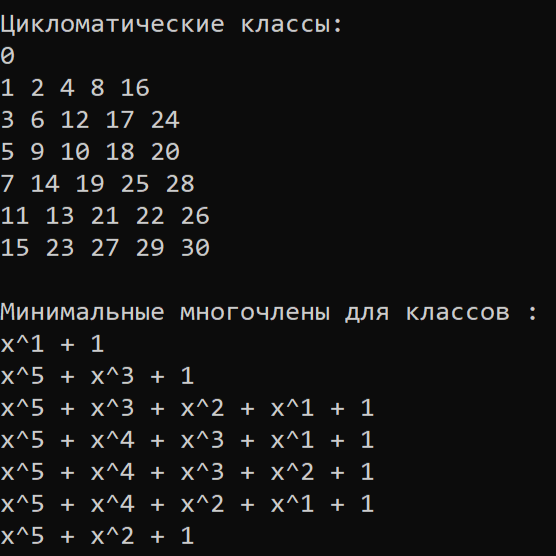 Цикломатические классы:
0
1 2 4 8 16
3 6 12 17 24
5 9 10 18 20
7 14 19 25 28
11 13 21 22 26
15 23 27 29 30
Минимальные многочлены для классов :
x^1 + 1
x^5 + x^3 + 1
x^5 + x^3 + x^2 + x^1 + 1
x^5 + x^4 + x^3 + x^1 + 1
x^5 + x^4 + x^3 + x^2 + 1
x^5 + x^4 + x^2 + x^1 + 1
x^5 + x^2 + 1